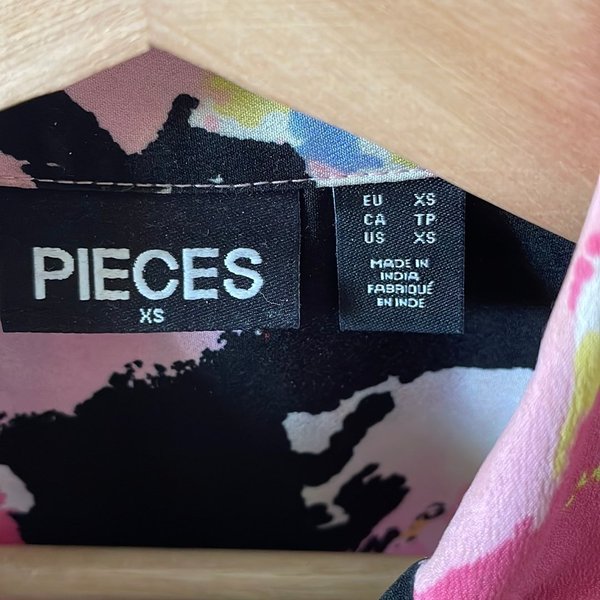 PIECES
XS
EU XS
CA TP
US XS
MADE IN
INDIA
FABRIQUÉ
EN INDE